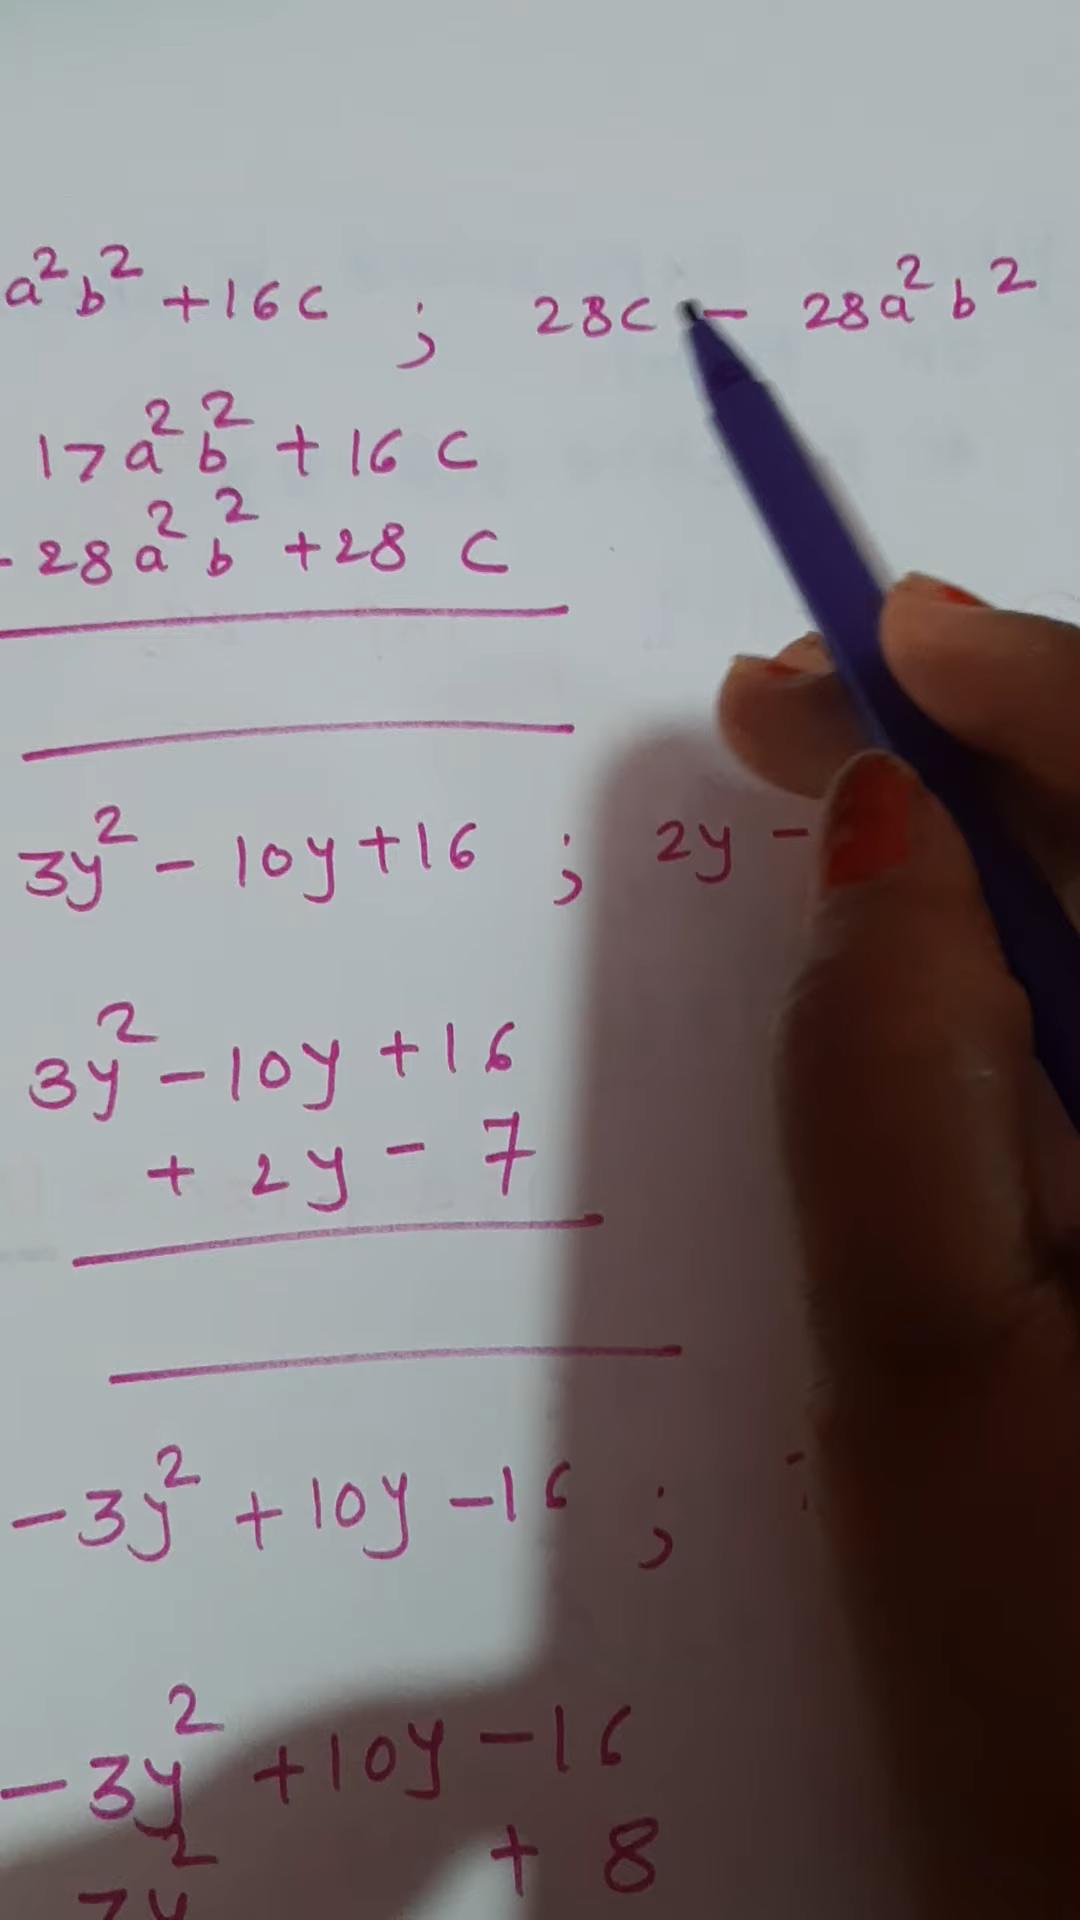 a²b² + 16c ; 28c - 28a²b²
17a²b² + 16c
- 28a²b² + 28c
3y² - 10y + 16 ; 2y -
3y² - 10y + 16
+ 2y - 7
- 3y² + 10y - 16 ;
- 3y² + 10y - 16
7y² + 8